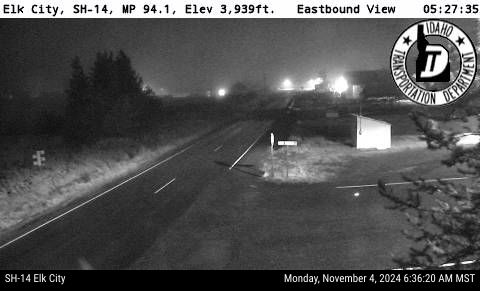 Elk City, SH-14, MP 94.1, Elev 3,939ft. Eastbound View 05:27:35
IDAHO
TRANSPORTATION DEPARTMENT
SH-14 Elk City Monday, November 4, 2024 6:36:20 AM MST